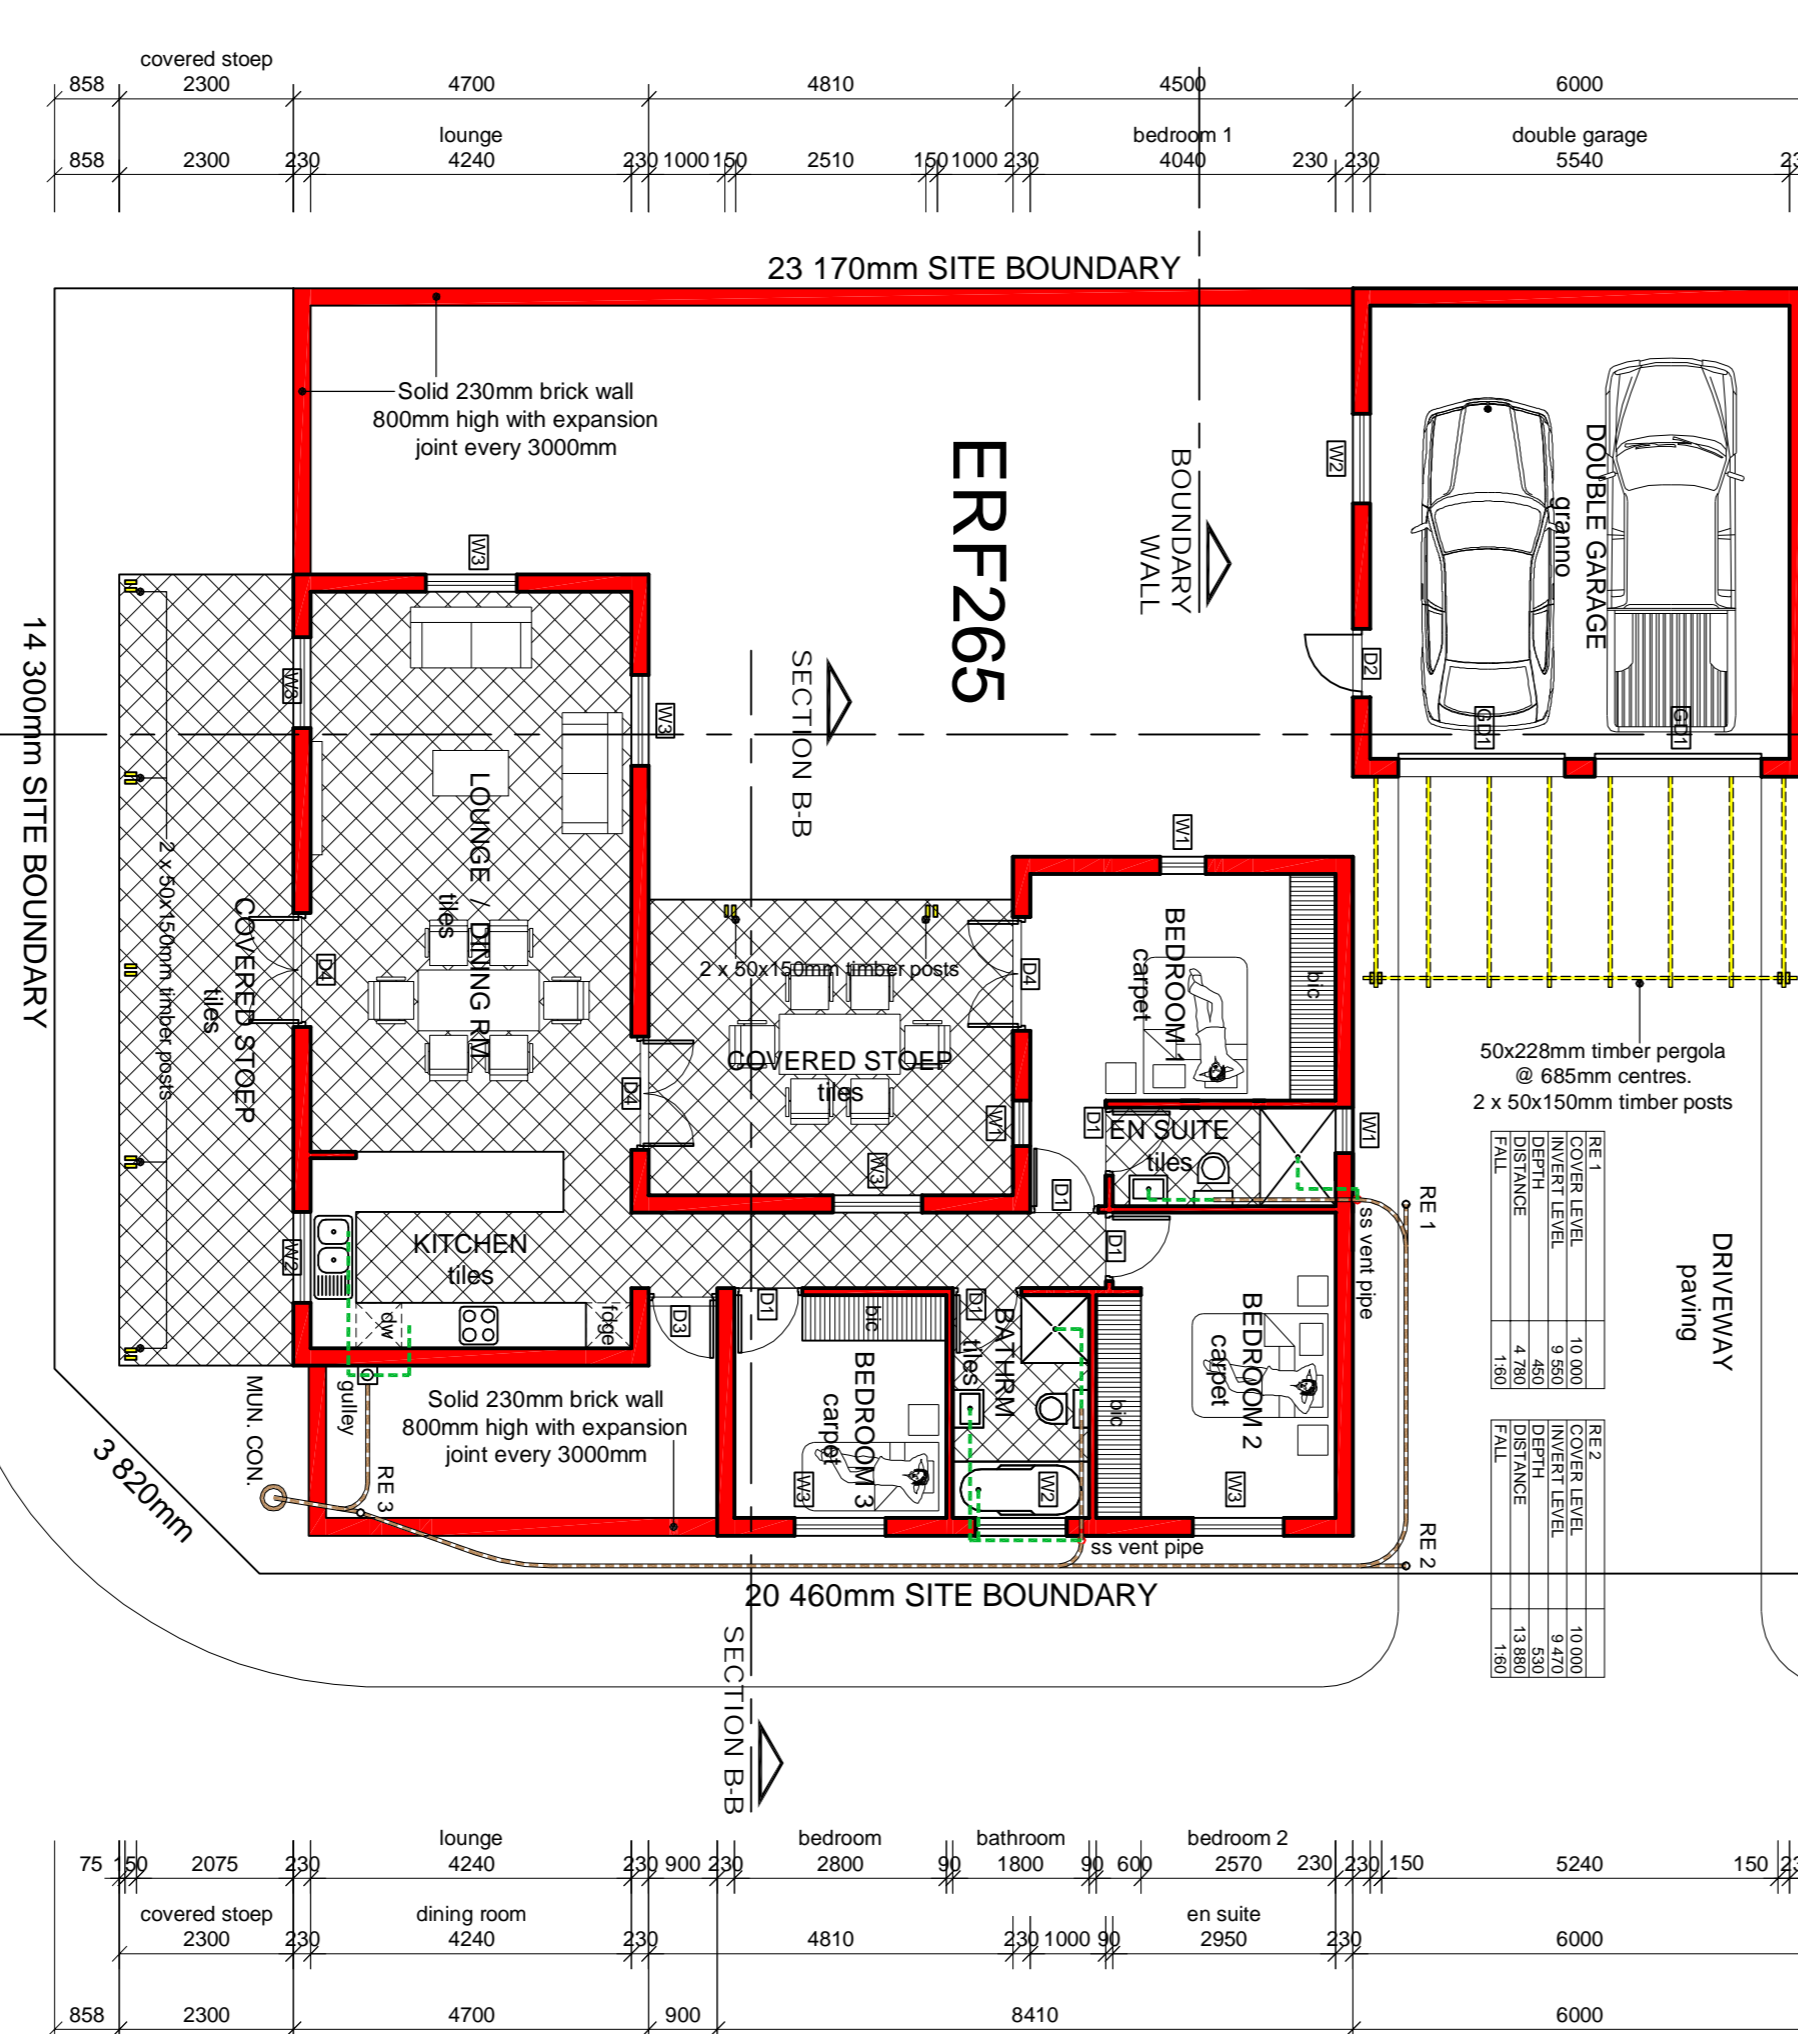 covered stoep
858 2300 4700 4810 4500 6000
lounge bedroom 1 double garage
858 2300 230 4240 230 1000 150 2510 150 1000 230 4040 230 230 5540
23 170mm SITE BOUNDARY
Solid 230mm brick wall
800mm high with expansion
joint every 3000mm
ERF265
BOUNDARY
WALL
SECTION B-B
DOUBLE GARAGE
granno
W2
D2
GD1
GD1
W3
W3
W3
14 300mm SITE BOUNDARY
COVERED STOEP
tiles
2 x 50x150mm timber posts
LOUNGE / DINING RM
tiles
D4
D4
2 x 50x150mm timber posts
COVERED STOEP
tiles
D4
W1
W3
W1
BEDROOM 1
carpet
bic
D1
EN SUITE
tiles
W1
D1
D1
50x228mm timber pergola
@ 685mm centres.
2 x 50x150mm timber posts
RE 1
COVER LEVEL 10 000
INVERT LEVEL 9 550
DEPTH 450
DISTANCE 4 780
FALL 1:60
RE 2
COVER LEVEL 10 000
INVERT LEVEL 9 470
DEPTH 530
DISTANCE 13 880
FALL 1:60
DRIVEWAY
paving
RE 1
ss vent pipe
RE 2
KITCHEN
tiles
W2
dw
fdge
D3
D1
bic
BEDROOM 3
carpet
W3
D1
BATHRM
tiles
W2
bic
BEDROOM 2
carpet
W3
ss vent pipe
gulley
MUN. CON.
RE 3
Solid 230mm brick wall
800mm high with expansion
joint every 3000mm
3 820mm
20 460mm SITE BOUNDARY
SECTION B-B
lounge bedroom bathroom bedroom 2
75 150 2075 230 4240 230 900 230 2800 90 1800 90 600 2570 230 230 150 5240 150
covered stoep dining room en suite
2300 230 4240 230 4810 230 1000 90 2950 230 6000
858 2300 4700 900 8410 6000